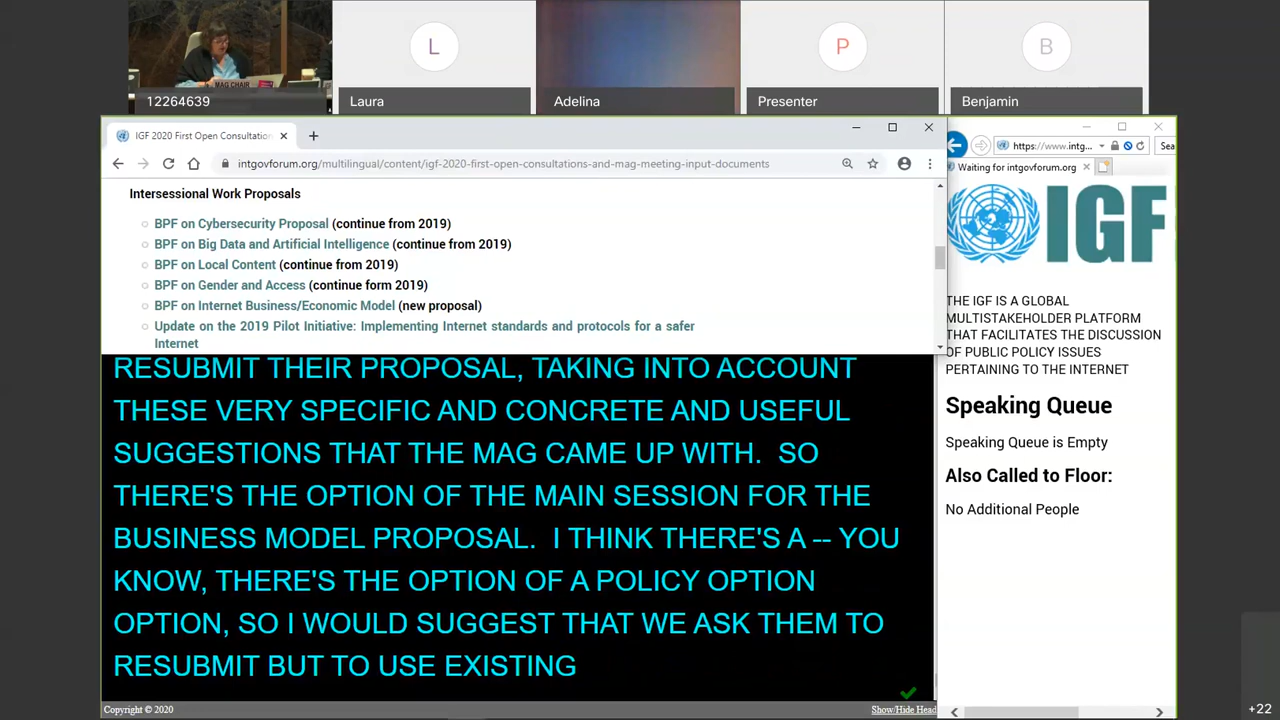 L
P
B
MAG CHAIR
12264639
Laura
Adelina
Presenter
Benjamin
IGF 2020 First Open Consultation
intgovforum.org/multilingual/content/igf-2020-first-open-consultations-and-mag-meeting-input-documents
Intersessional Work Proposals
BPF on Cybersecurity Proposal (continue from 2019)
BPF on Big Data and Artificial Intelligence (continue from 2019)
BPF on Local Content (continue from 2019)
BPF on Gender and Access (continue form 2019)
BPF on Internet Business/Economic Model (new proposal)
Update on the 2019 Pilot Initiative: Implementing Internet standards and protocols for a safer
Internet
RESUBMIT THEIR PROPOSAL, TAKING INTO ACCOUNT
THESE VERY SPECIFIC AND CONCRETE AND USEFUL
SUGGESTIONS THAT THE MAG CAME UP WITH.  SO
THERE'S THE OPTION OF THE MAIN SESSION FOR THE
BUSINESS MODEL PROPOSAL.  I THINK THERE'S A -- YOU
KNOW, THERE'S THE OPTION OF A POLICY OPTION
OPTION, SO I WOULD SUGGEST THAT WE ASK THEM TO
RESUBMIT BUT TO USE EXISTING
Copyright © 2020
Show/Hide Head
https://www.intg...
Sea
Waiting for intgovforum.org
IGF
THE IGF IS A GLOBAL
MULTISTAKEHOLDER PLATFORM
THAT FACILITATES THE DISCUSSION
OF PUBLIC POLICY ISSUES
PERTAINING TO THE INTERNET
Speaking Queue
Speaking Queue is Empty
Also Called to Floor:
No Additional People
+22